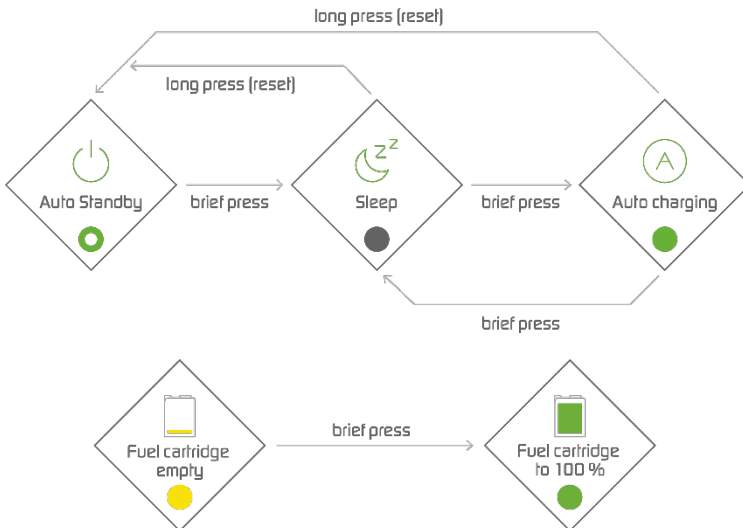 long press (reset)
long press (reset)
Auto Standby
brief press
Sleep
brief press
Auto charging
brief press
Fuel cartridge
empty
brief press
Fuel cartridge
to 100 %
z z
A